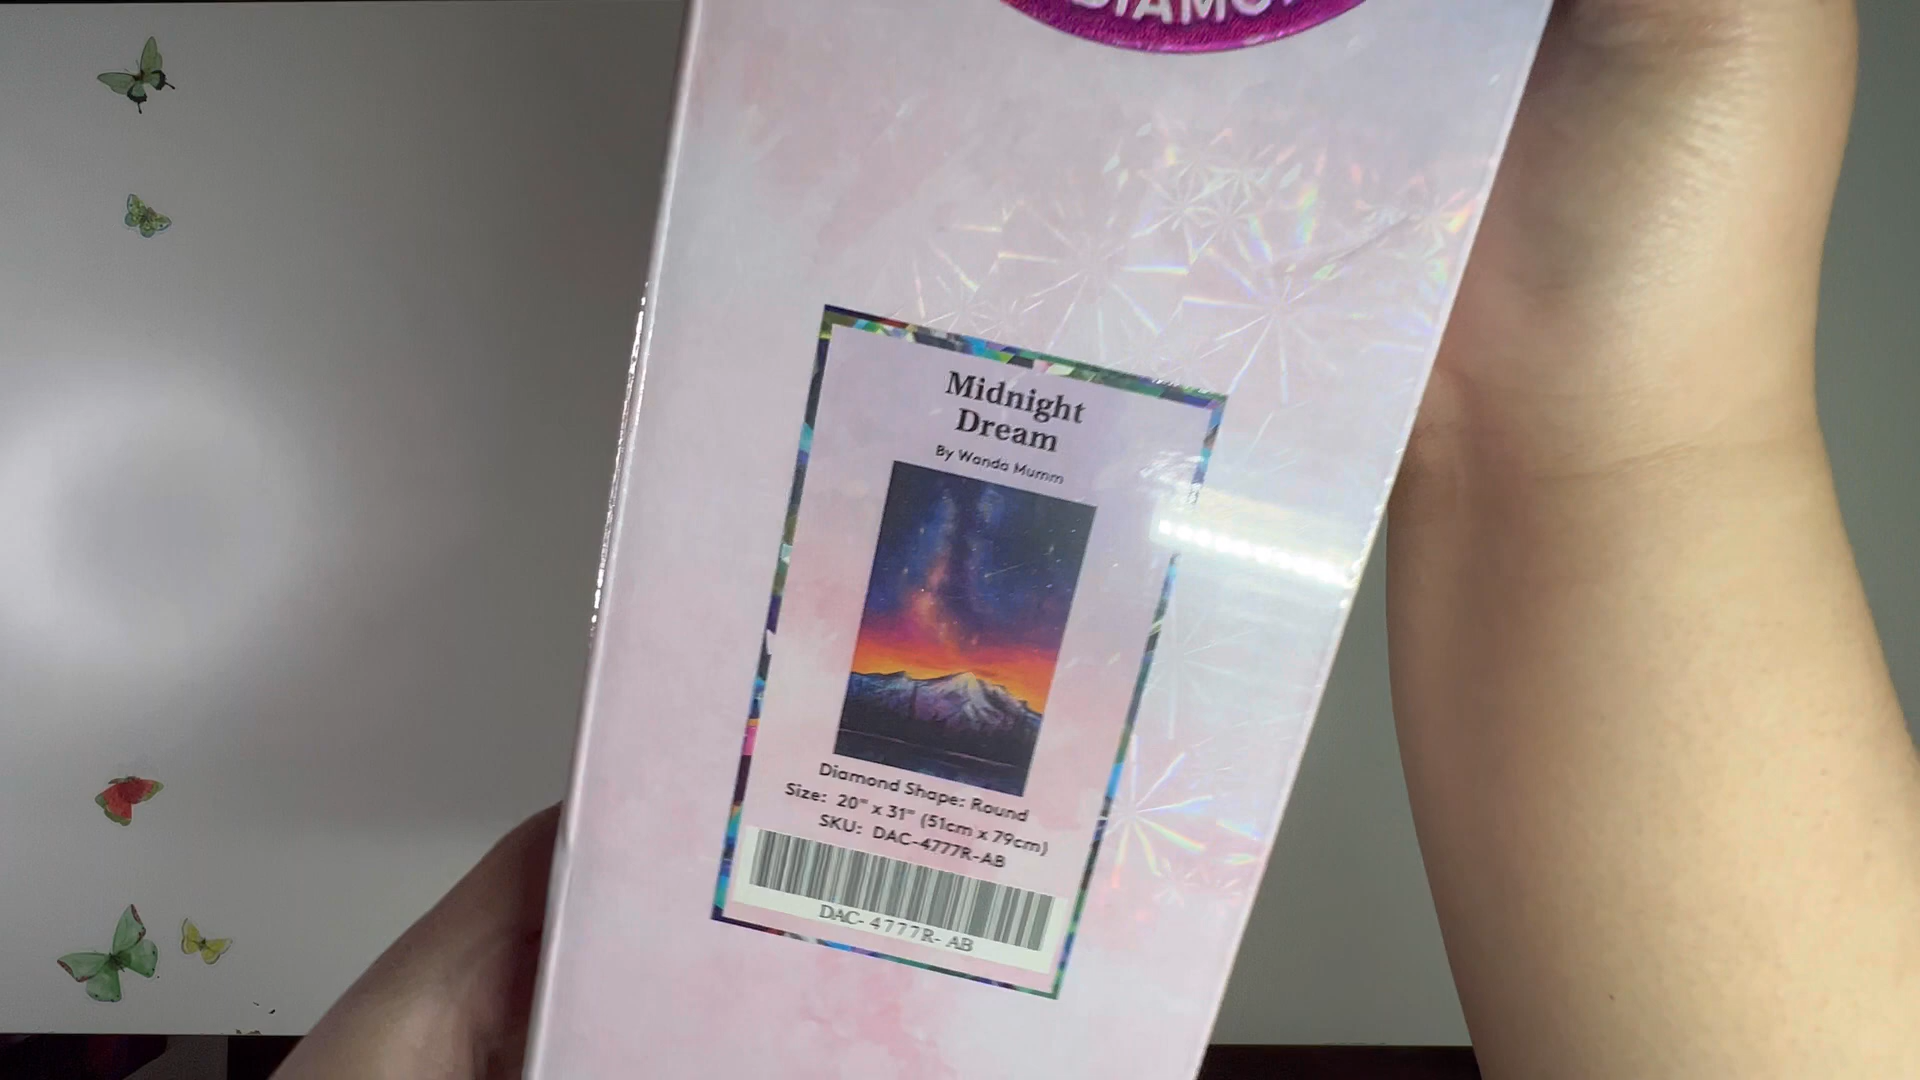 DIAMO
Midnight
Dream
By Wanda Mumm
Diamond Shape: Round
Size: 20" x 31" (51cm x 79cm)
SKU: DAC-4777R-AB
DAC- 4777R- AB